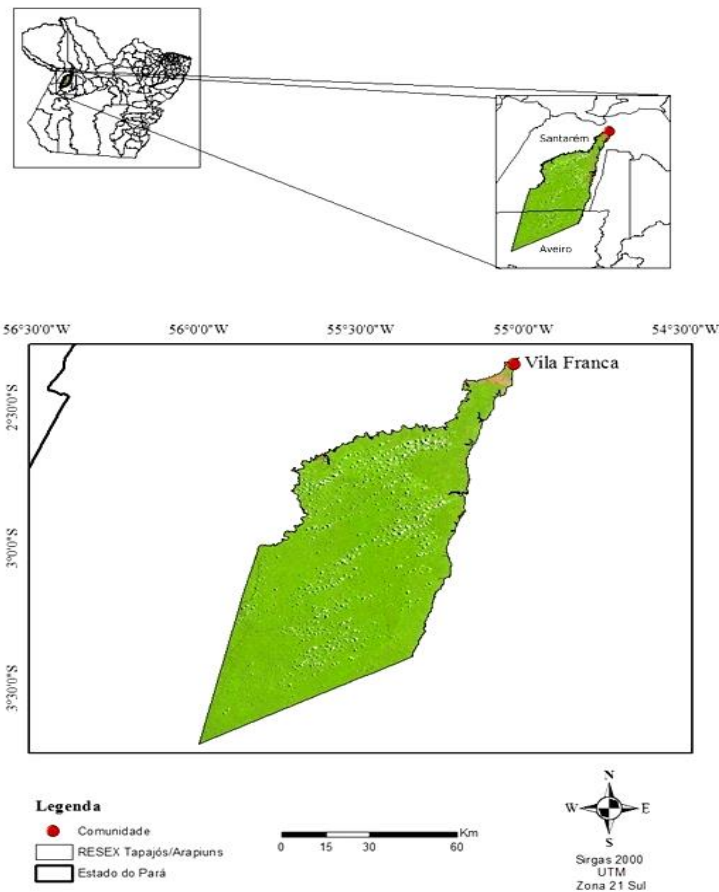 Santarém
Aveiro
56°30'0"W 56°0'0"W 55°30'0"W 55°0'0"W 54°30'0"W
Vila Franca
2°30'0"S
3°0'0"S
3°30'0"S
Legenda
Comunidade
RESEX Tapajós/Arapiuns
Estado do Pará
Km
0 15 30 60
N
W E
S
Sirgas 2000
UTM
Zona 21 Sul